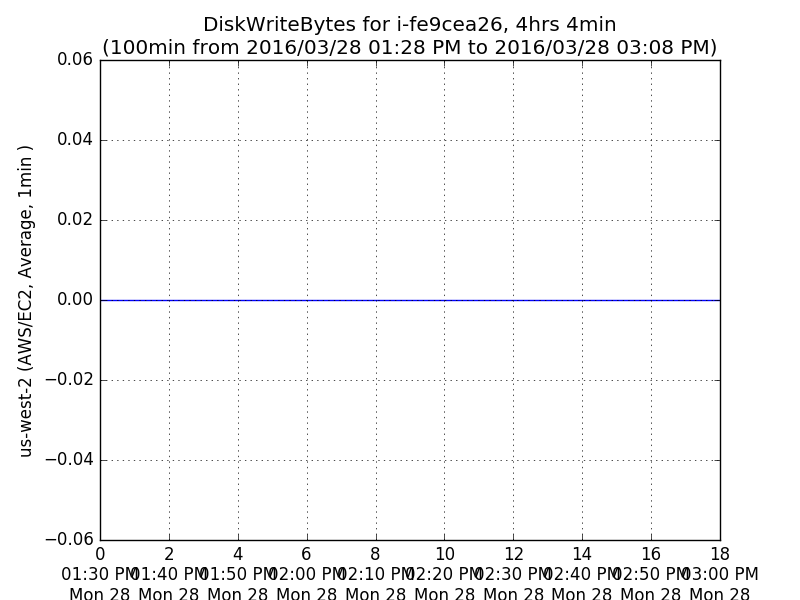 DiskWriteBytes for i-fe9cea26, 4hrs 4min
(100min from 2016/03/28 01:28 PM to 2016/03/28 03:08 PM)
us-west-2 (AWS/EC2, Average, 1min )
0.06
0.04
0.02
0.00
−0.02
−0.04
−0.06
0 2 4 6 8 10 12 14 16 18
01:30 PM 01:40 PM 01:50 PM 02:00 PM 02:10 PM 02:20 PM 02:30 PM 02:40 PM 02:50 PM 03:00 PM
Mon 28 Mon 28 Mon 28 Mon 28 Mon 28 Mon 28 Mon 28 Mon 28 Mon 28 Mon 28